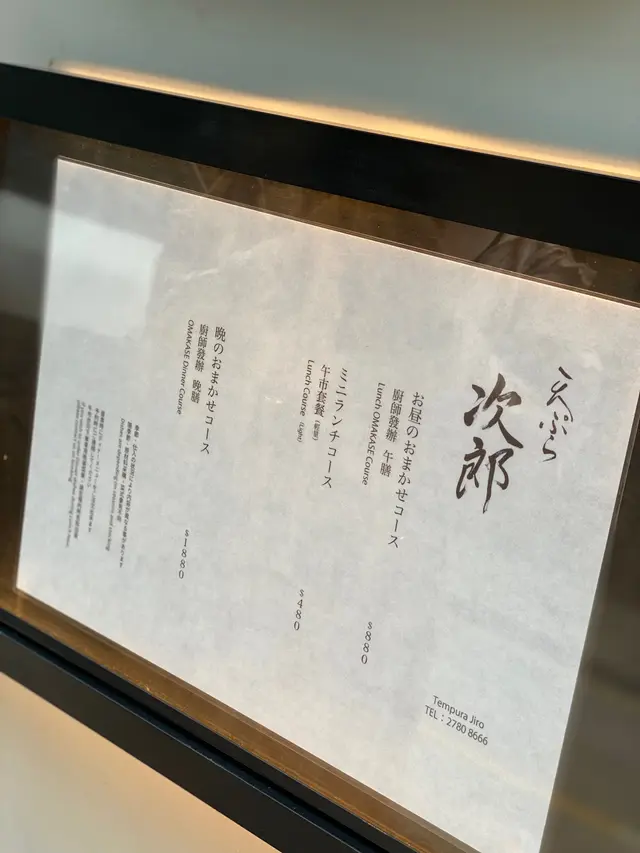 天ぷら
次郎
お昼のおまかせコース
廚師發辦 午膳
Lunch OMAKASE Course
$880
ミニランチコース
午市套餐（輕量）
Lunch Course (Light)
$480
晩のおまかせコース
廚師發辦 晚膳
OMAKASE Dinner Course
$1880
Tempura Jiro
TEL : 2780 8666